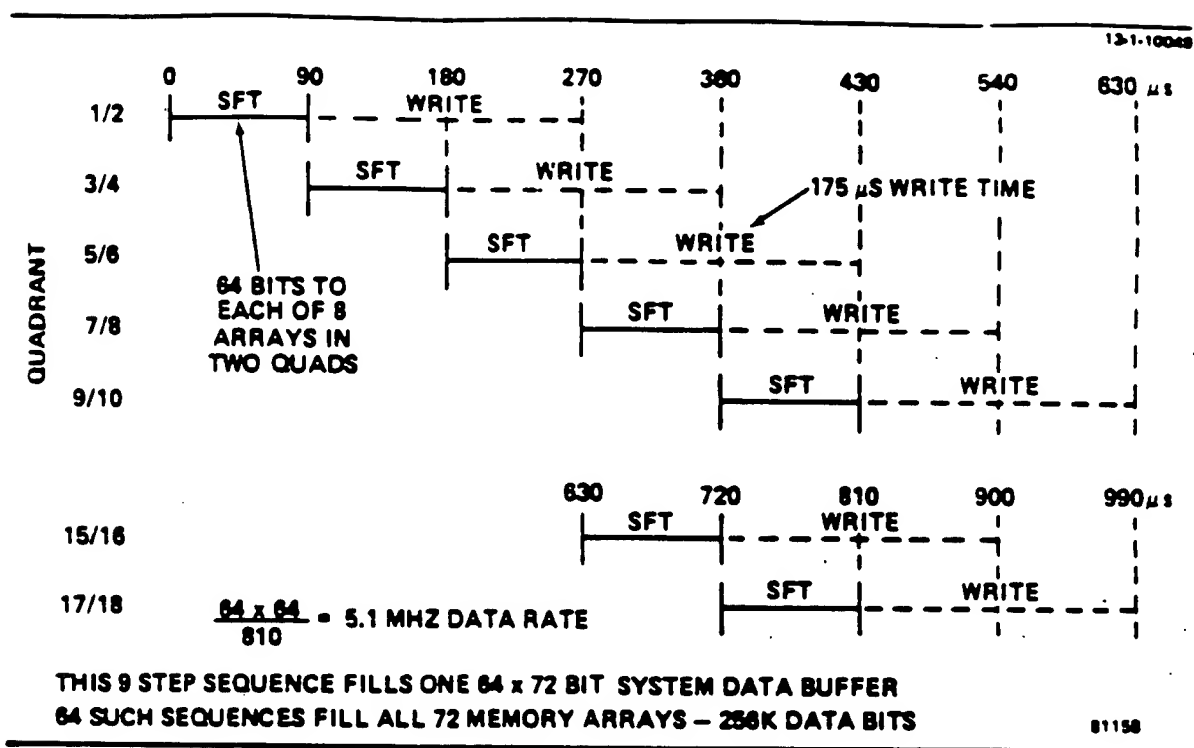 13-1-10049
0 90 180 270 360 430 540 630 μs
1/2 SFT WRITE
3/4 SFT WRITE
175 μS WRITE TIME
QUADRANT
5/6 SFT WRITE
64 BITS TO
EACH OF 8
ARRAYS IN
TWO QUADS
7/8 SFT WRITE
9/10 SFT WRITE
630 720 810 900 990 μs
15/16 SFT WRITE
17/18 SFT WRITE
64 x 64
810
= 5.1 MHZ DATA RATE
THIS 9 STEP SEQUENCE FILLS ONE 64 x 72 BIT SYSTEM DATA BUFFER
64 SUCH SEQUENCES FILL ALL 72 MEMORY ARRAYS – 256K DATA BITS
81158